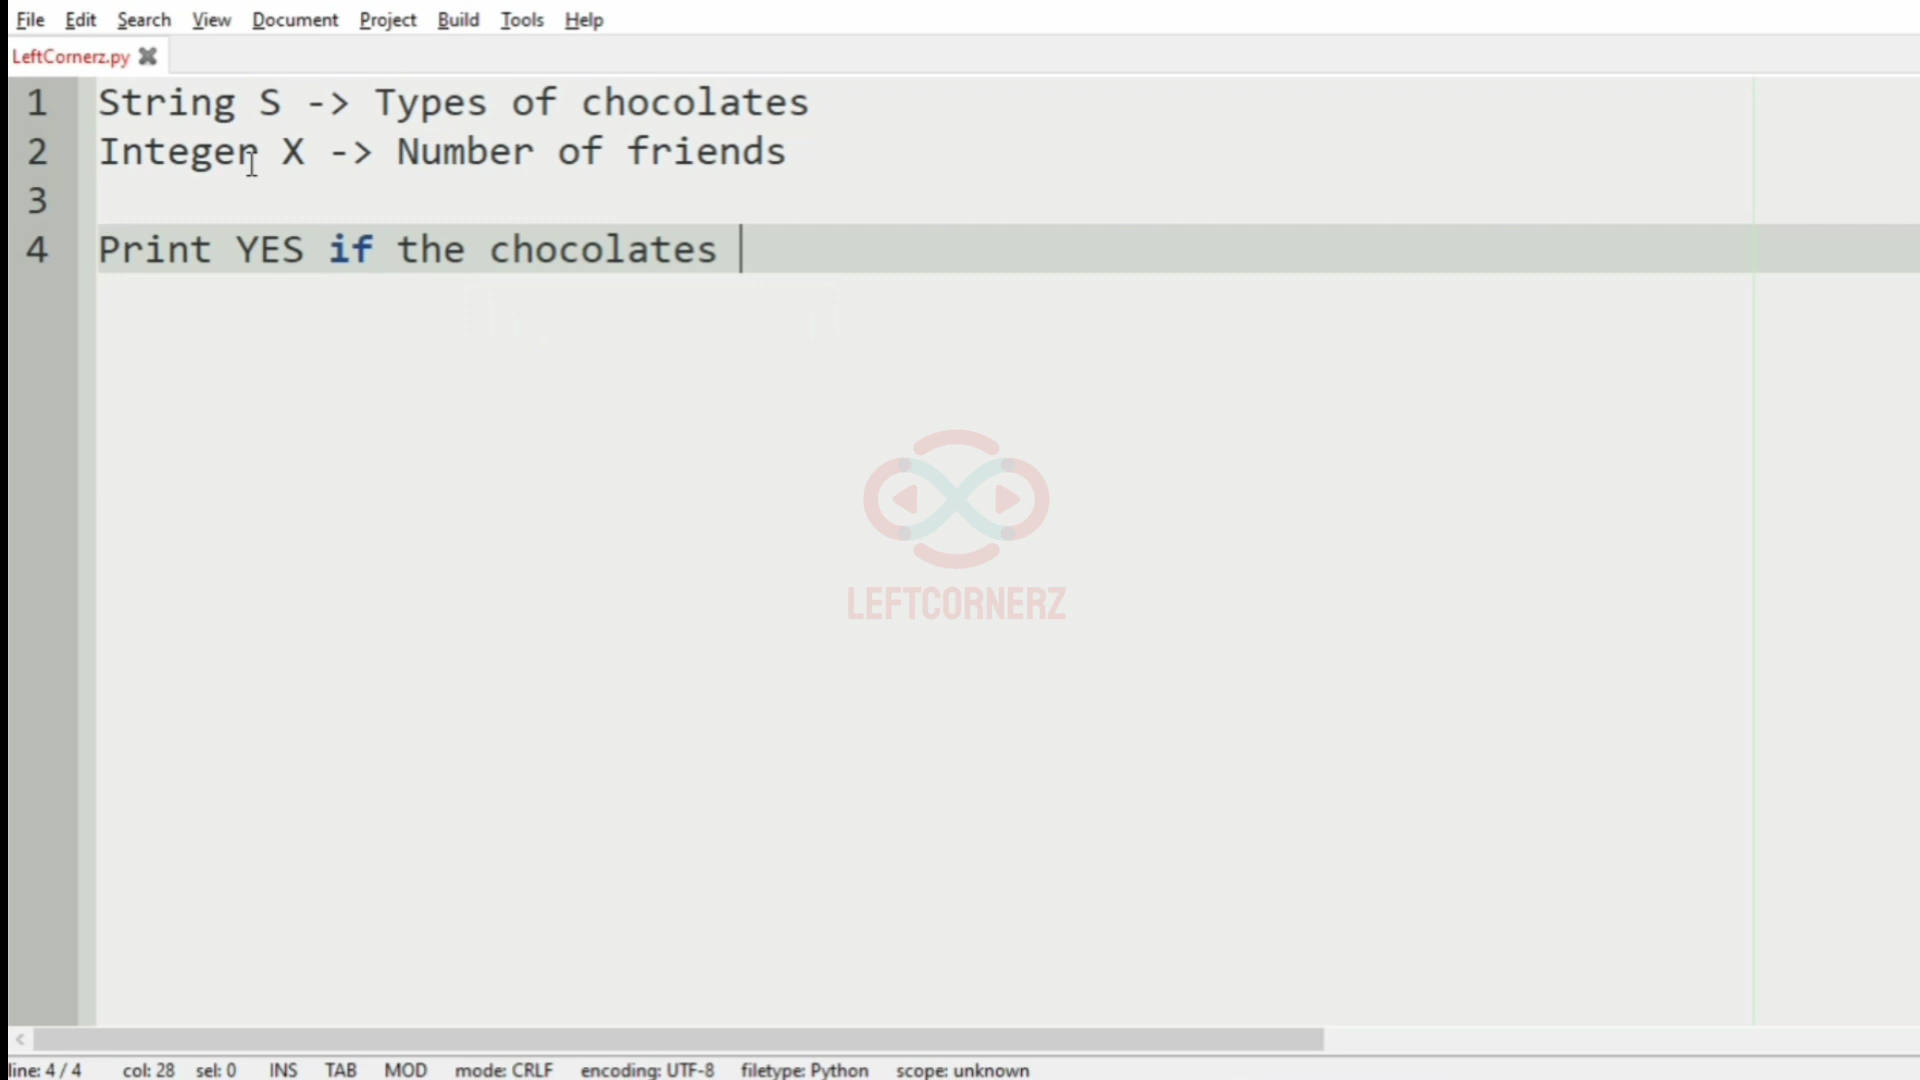 File Edit Search View Document Project Build Tools Help
LeftCornerz.py
1 String S -> Types of chocolates
2 Integer X -> Number of friends
3
4 Print YES if the chocolates
LEFTCORNERZ
line: 4 / 4 col: 28 sel: 0 INS TAB MOD mode: CRLF encoding: UTF-8 filetype: Python scope: unknown